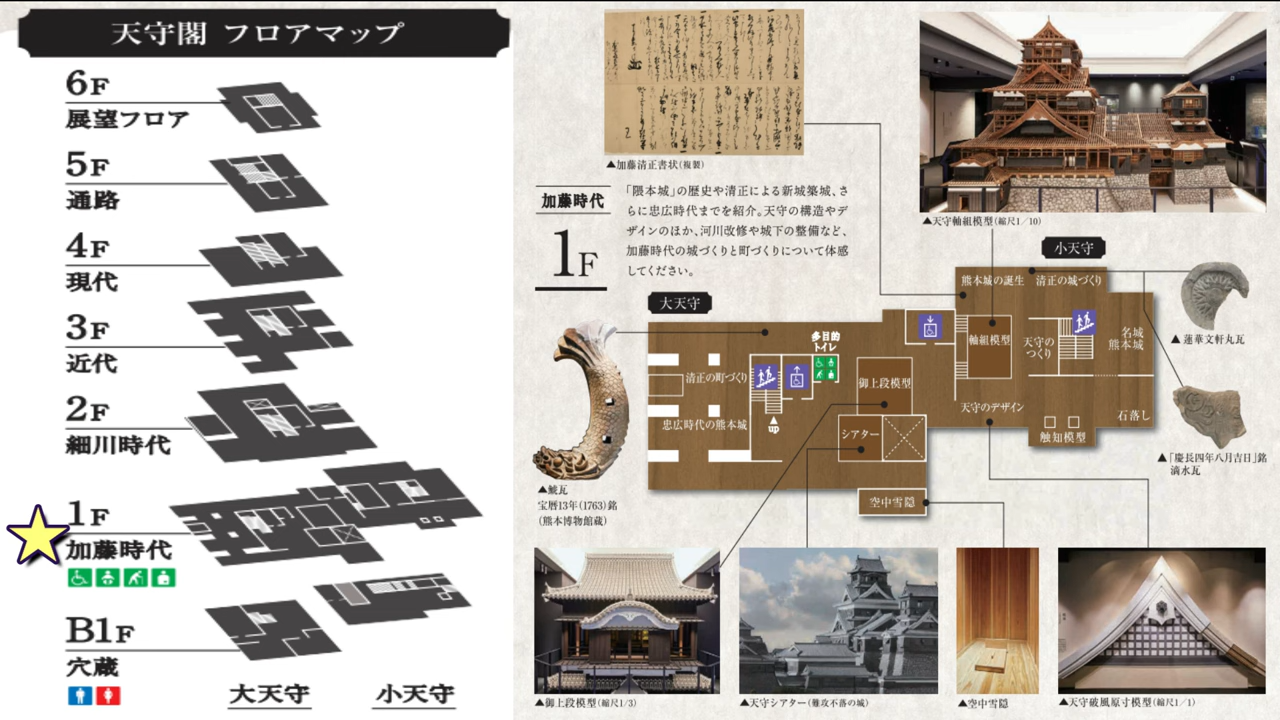 天守閣 フロアマップ
6F
展望フロア
5F
通路
4F
現代
3F
近代
2F
細川時代
1F
加藤時代
B1F
穴蔵
大天守
小天守
▲加藤清正書状(複製)
加藤時代
1F
「隈本城」の歴史や清正による新城築城、さ
らに忠広時代までを紹介。天守の構造やデ
ザインのほか、河川改修や城下の整備など、
加藤時代の城づくりと町づくりについて体感
してください。
▲天守軸組模型(縮尺1/10)
小天守
大天守
熊本城の誕生
清正の城づくり
軸組模型
天守の
つくり
名城
熊本城
天守のデザイン
石落し
触知模型
多目的
トイレ
清正の町づくり
忠広時代の熊本城
▲up
御上段模型
シアター
空中雪隠
▲蓮華文軒丸瓦
▲「慶長四年八月吉日」銘
滴水瓦
▲鯱瓦
宝暦13年(1763)銘
(熊本博物館蔵)
▲御上段模型(縮尺1/3)
▲天守シアター(難攻不落の城)
▲空中雪隠
▲天守破風原寸模型(縮尺1/1)